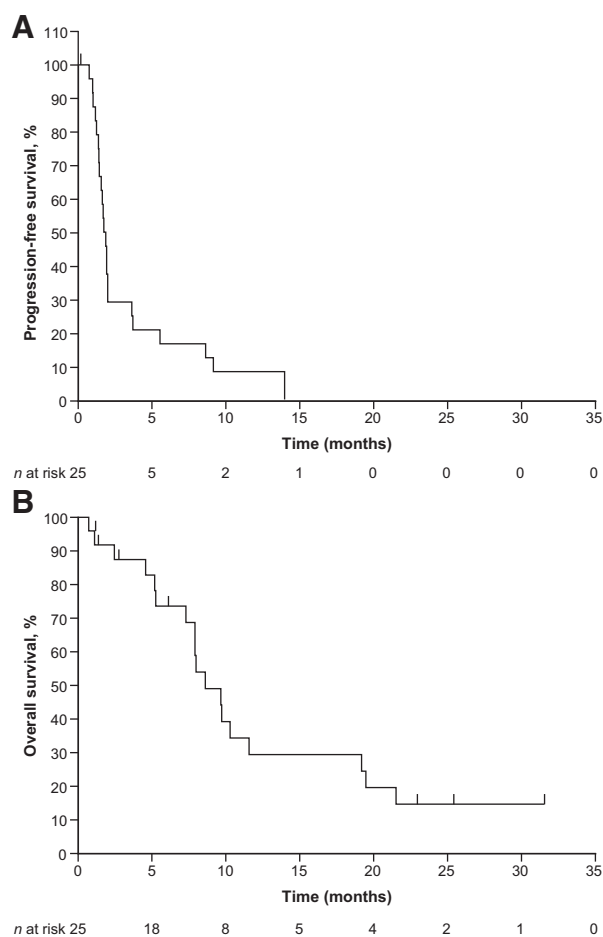 A
110
100
90
80
70
60
50
40
30
20
10
0
Progression-free survival, %
0 5 10 15 20 25 30 35
Time (months)
n at risk 25 5 2 1 0 0 0 0
B
100
90
80
70
60
50
40
30
20
10
0
Overall survival, %
0 5 10 15 20 25 30 35
Time (months)
n at risk 25 18 8 5 4 2 1 0